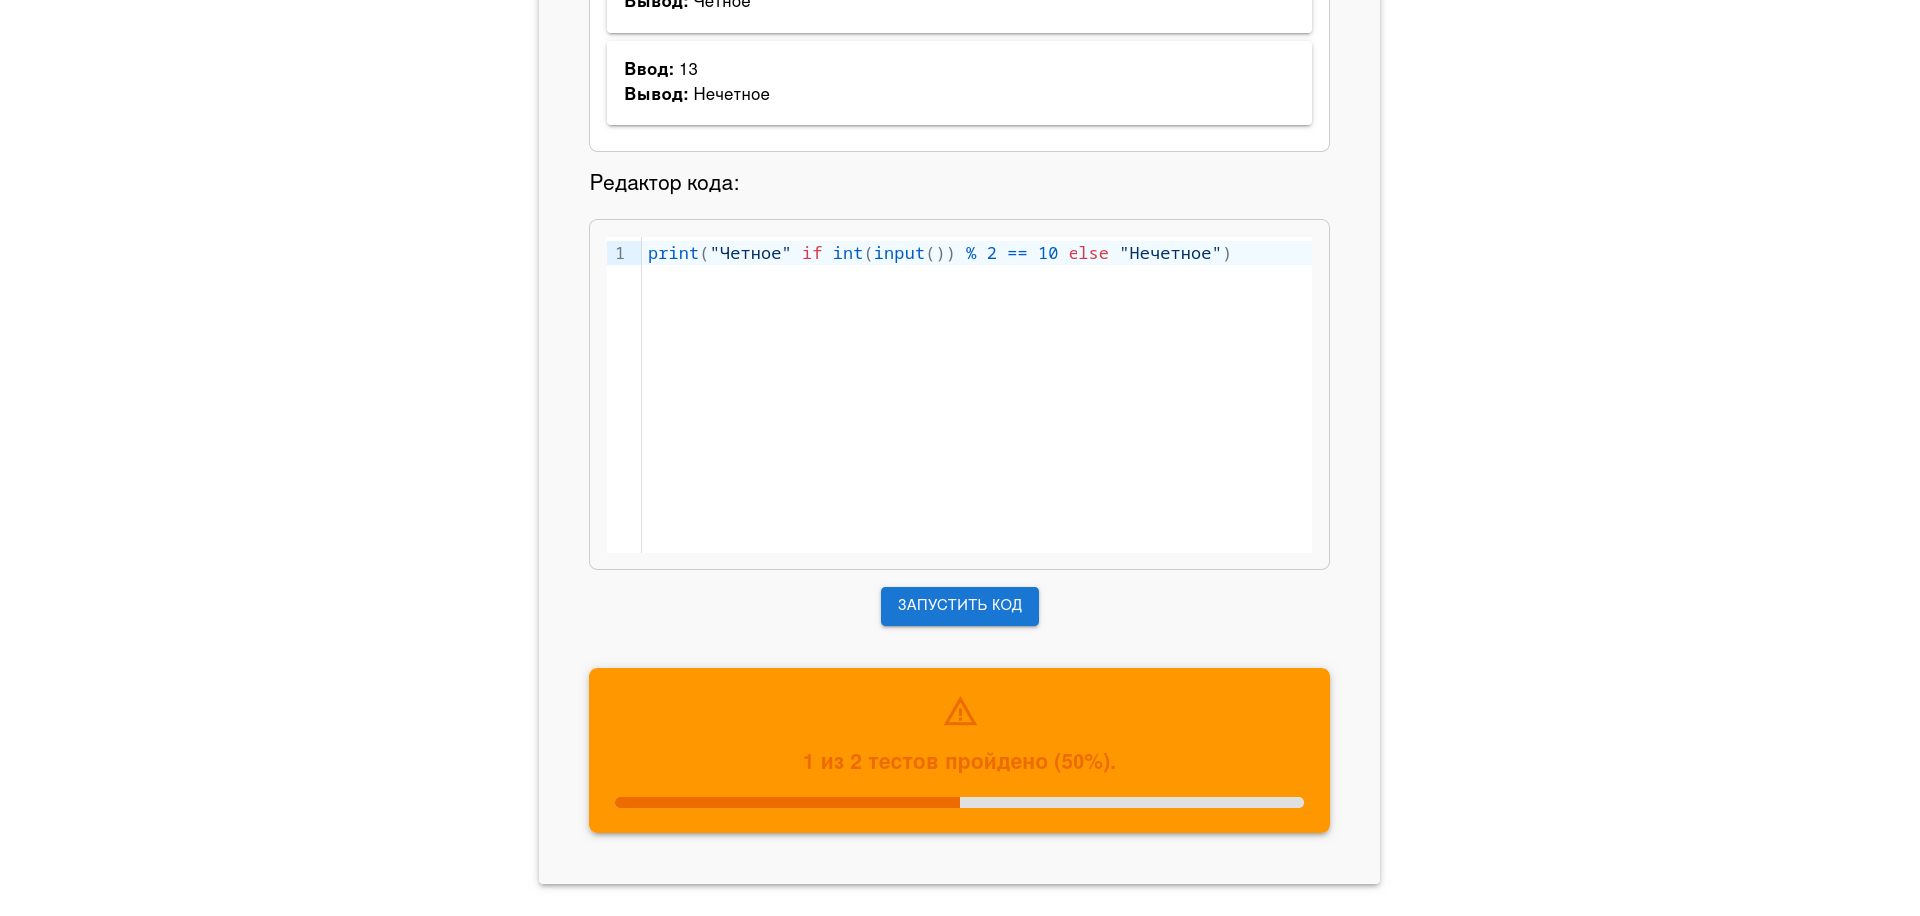 Вывод: Четное
Ввод: 13
Вывод: Нечетное
Редактор кода:
1 print("Четное" if int(input()) % 2 == 10 else "Нечетное")
ЗАПУСТИТЬ КОД
1 из 2 тестов пройдено (50%).